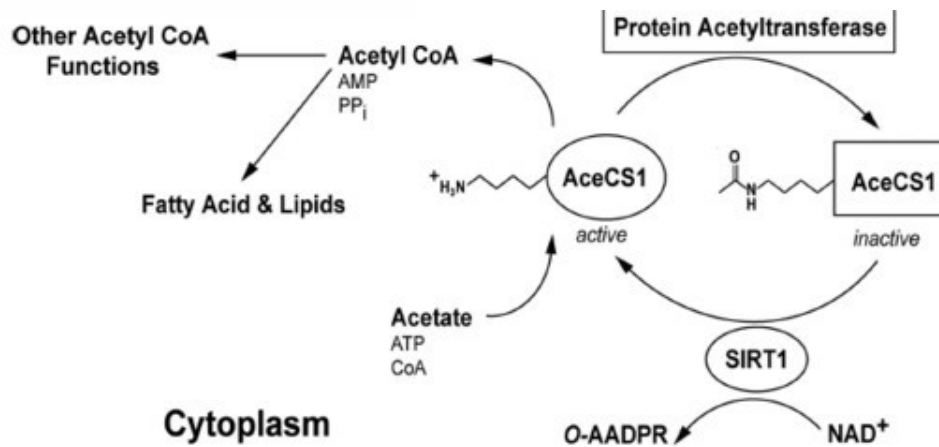 Other Acetyl CoA
Functions
Acetyl CoA
AMP
PPi
Fatty Acid & Lipids
Protein Acetyltransferase
+H3N
AceCS1
active
O
N
H
AceCS1
inactive
Acetate
ATP
CoA
SIRT1
Cytoplasm
O-AADPR
NAD+